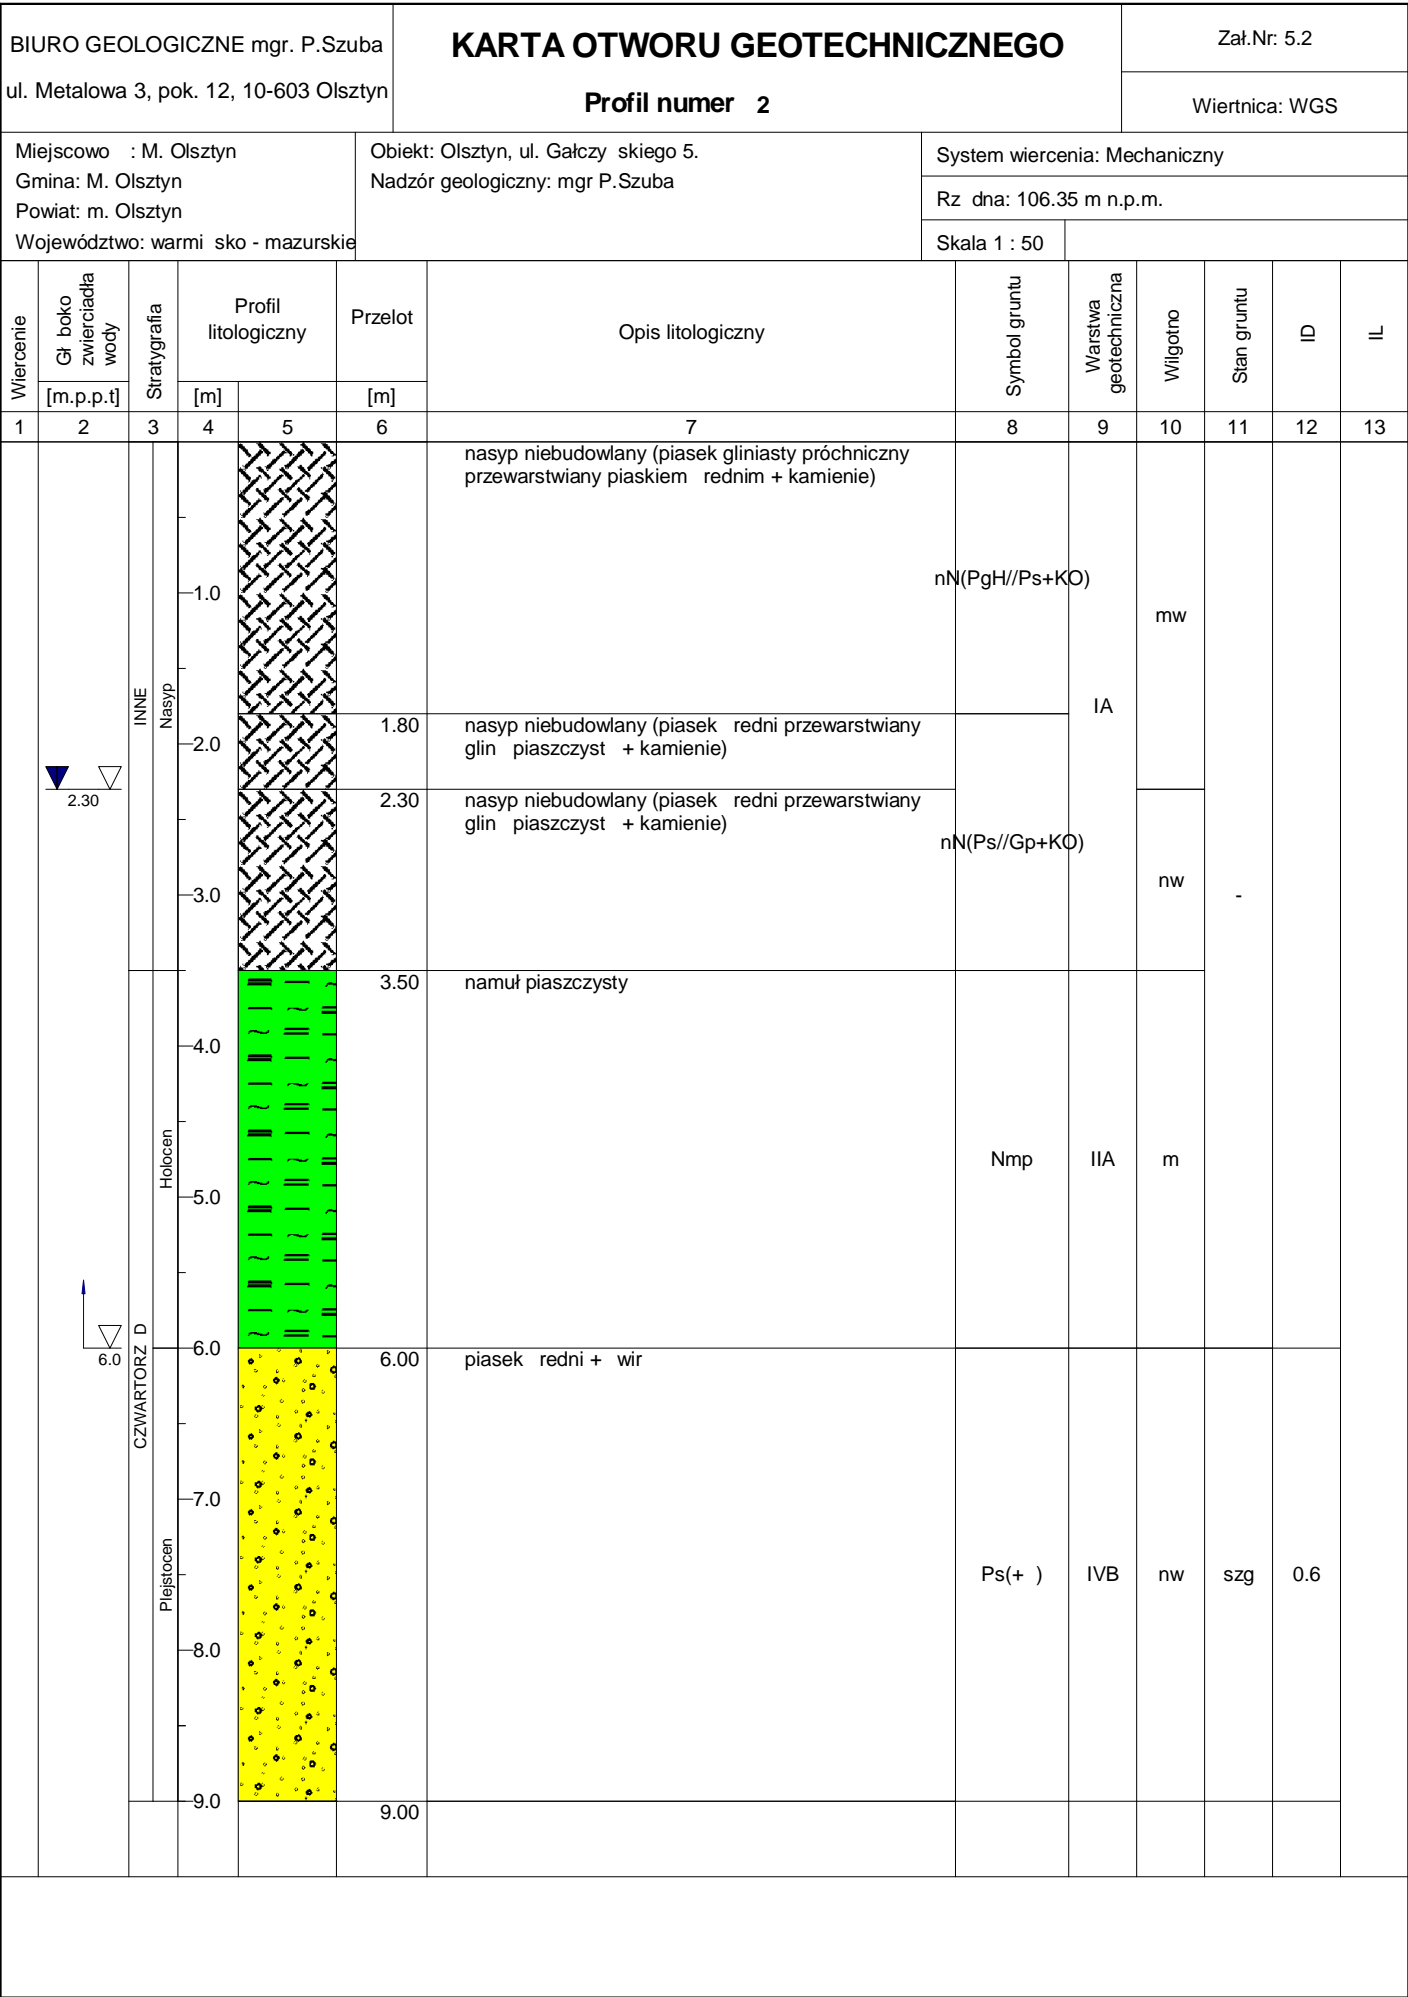 BIURO GEOLOGICZNE mgr. P.Szuba
ul. Metalowa 3, pok. 12, 10-603 Olsztyn
KARTA OTWORU GEOTECHNICZNEGO
Profil numer 2
Zał.Nr: 5.2
Wiertnica: WGS
Miejscowo : M. Olsztyn
Gmina: M. Olsztyn
Powiat: m. Olsztyn
Województwo: warmi sko - mazurskie
Obiekt: Olsztyn, ul. Gałczy skiego 5.
Nadzór geologiczny: mgr P.Szuba
System wiercenia: Mechaniczny
Rz dna: 106.35 m n.p.m.
Skala 1 : 50
Wiercenie
Gł boko
zwierciadła
wody
[m.p.p.t]
Stratygrafia
Profil
litologiczny
[m]
Przelot
[m]
Opis litologiczny
Symbol gruntu
Warstwa
geotechniczna
Wilgotno
Stan gruntu
ID
IL
1 2 3 4 5 6 7 8 9 10 11 12 13
nasyp niebudowlany (piasek gliniasty próchniczny
przewarstwiany piaskiem rednim + kamienie)
nN(PgH//Ps+KO)
1.0
mw
INNE
Nasyp
IA
1.80
nasyp niebudowlany (piasek redni przewarstwiany
glin piaszczyst + kamienie)
2.0
2.30
2.30
nasyp niebudowlany (piasek redni przewarstwiany
glin piaszczyst + kamienie)
nN(Ps//Gp+KO)
nw
3.0
-
3.50
namuł piaszczysty
4.0
Holocen
Nmp
IIA
m
5.0
6.0
CZWARTORZ D
6.0
6.00
piasek redni + wir
7.0
Plejstocen
Ps(+ )
IVB
nw
szg
0.6
8.0
9.0
9.00